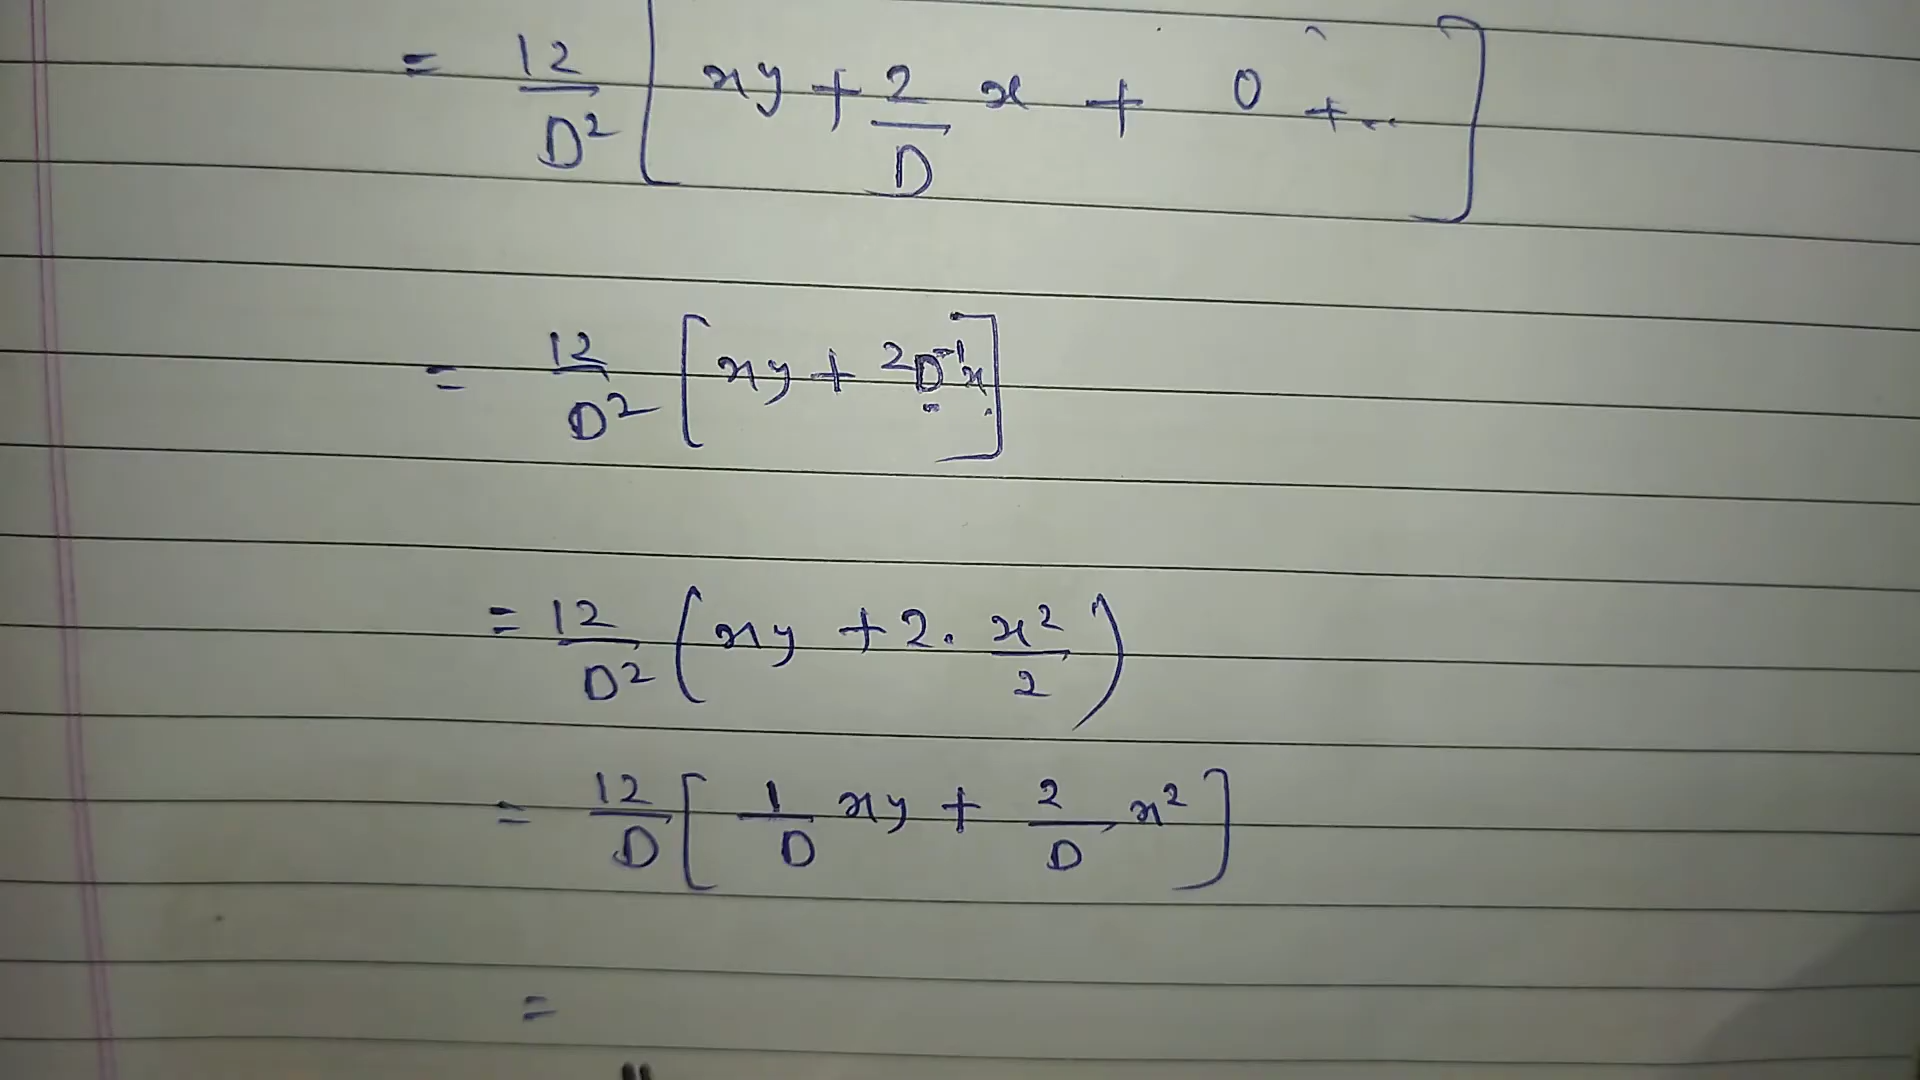 = 12/D² [ xy + 2/D x + 0 + .. ]
= 12/D² [ xy + 2D⁻¹x ]
= 12/D² ( xy + 2. x²/2 )
= 12/D [ 1/D xy + 2/D x² ]
=